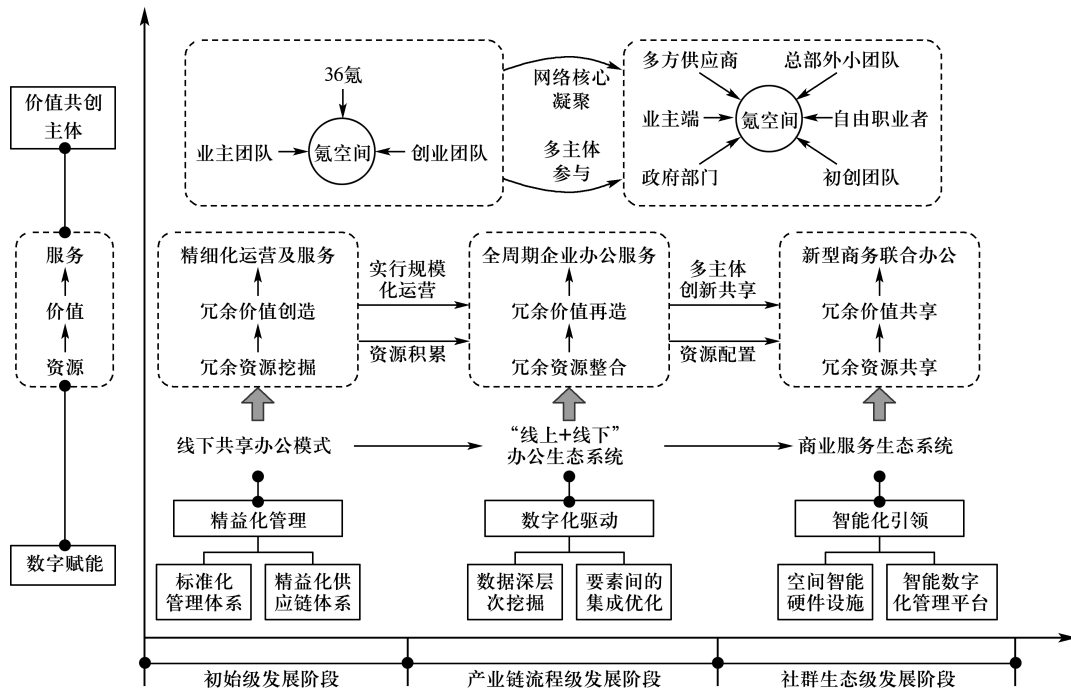 价值共创
主体
36氪
业主团队
氪空间
创业团队
网络核心
凝聚
多主体
参与
多方供应商
总部外小团队
业主端
氪空间
自由职业者
政府部门
初创团队
服务
价值
资源
精细化运营及服务
冗余价值创造
冗余资源挖掘
实行规模
化运营
资源积累
全周期企业办公服务
冗余价值再造
冗余资源整合
多主体
创新共享
资源配置
新型商务联合办公
冗余价值共享
冗余资源共享
线下共享办公模式
“线上+线下”
办公生态系统
商业服务生态系统
数字赋能
精益化管理
标准化
管理体系
精益化供
应链体系
数字化驱动
数据深层
次挖掘
要素间的
集成优化
智能化引领
空间智能
硬件设施
智能数字
化管理平台
初始级发展阶段
产业链流程级发展阶段
社群生态级发展阶段